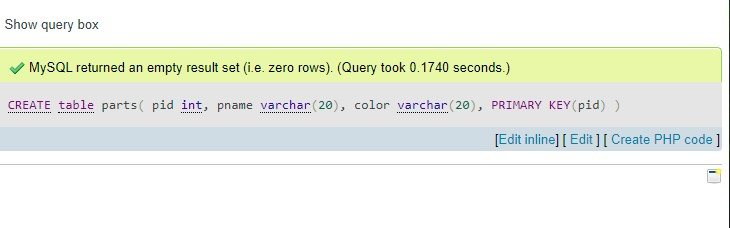 Show query box
MySQL returned an empty result set (i.e. zero rows). (Query took 0.1740 seconds.)
CREATE table parts( pid int, pname varchar(20), color varchar(20), PRIMARY KEY(pid) )
[Edit inline] [ Edit ] [ Create PHP code ]